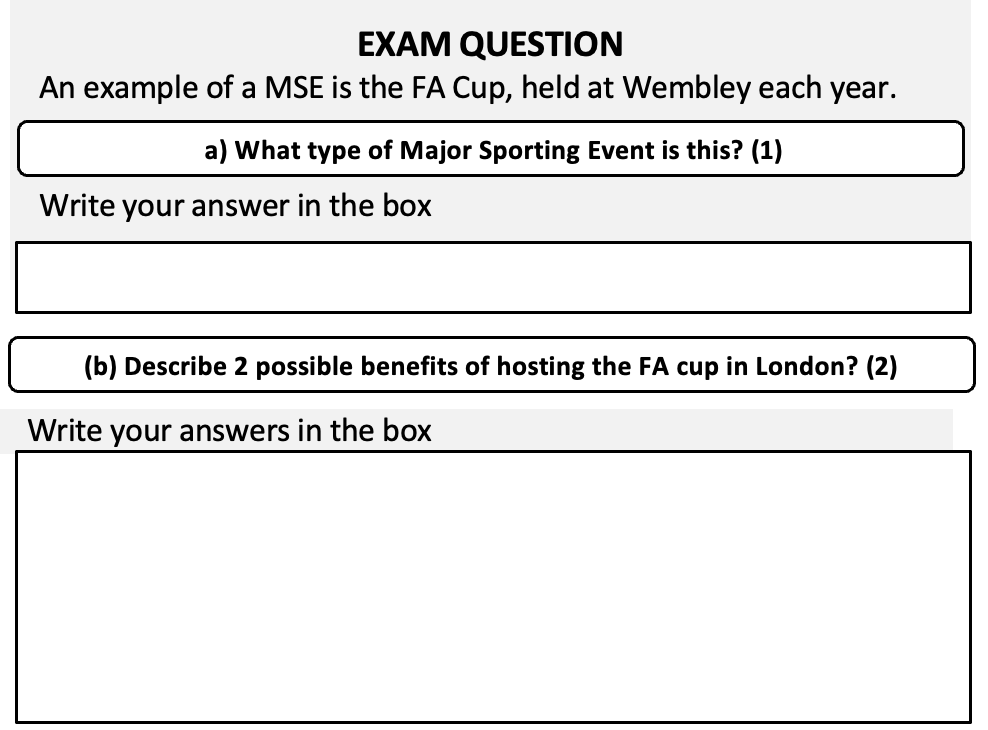 EXAM QUESTION
An example of a MSE is the FA Cup, held at Wembley each year.
a) What type of Major Sporting Event is this? (1)
Write your answer in the box
(b) Describe 2 possible benefits of hosting the FA cup in London? (2)
Write your answers in the box